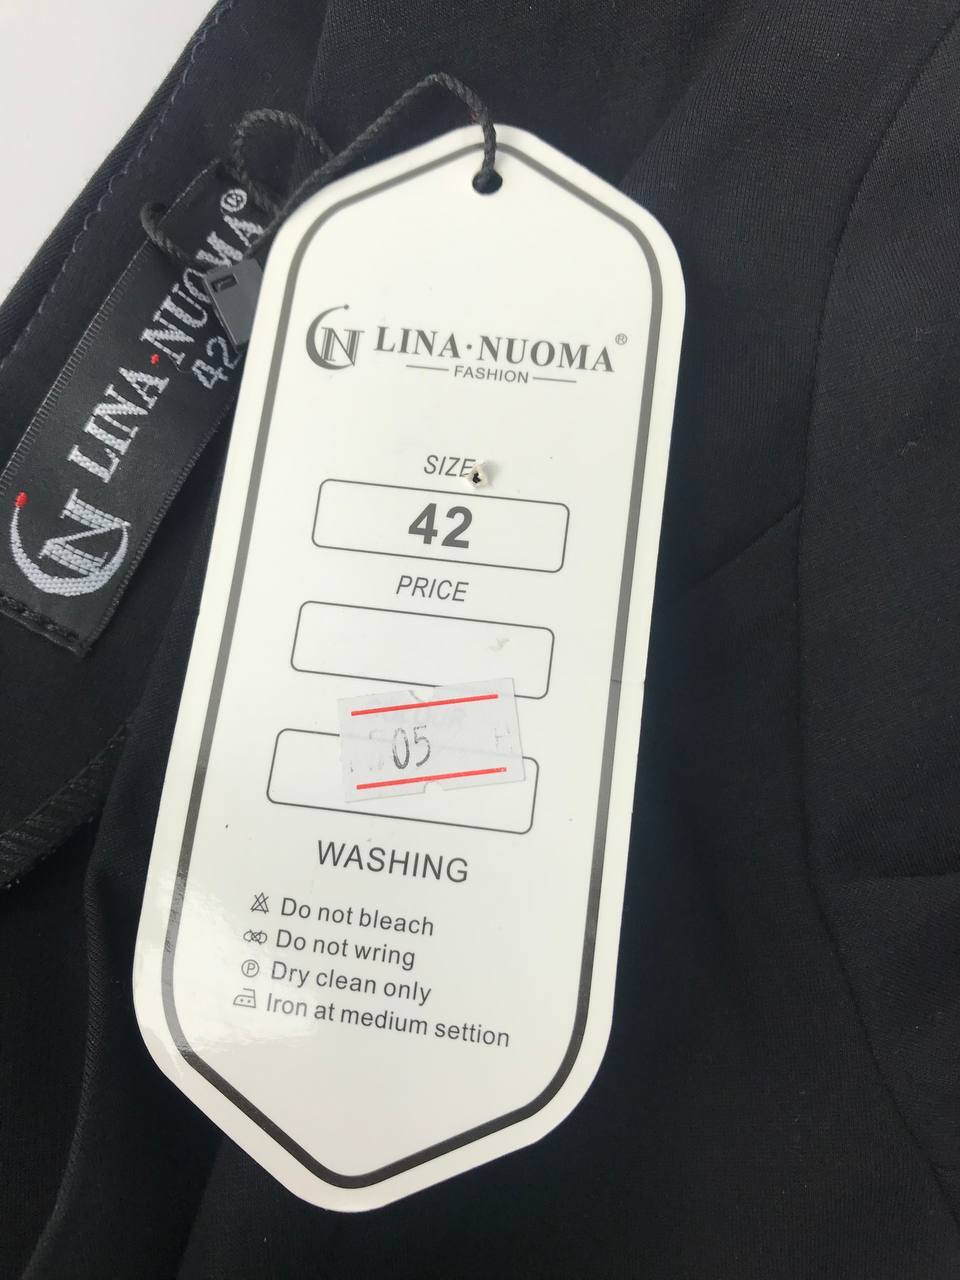 LINA·NUOMA®
42
N LINA·NUOMA®
FASHION
SIZE
42
PRICE
05
WASHING
Do not bleach
Do not wring
P Dry clean only
Iron at medium settion